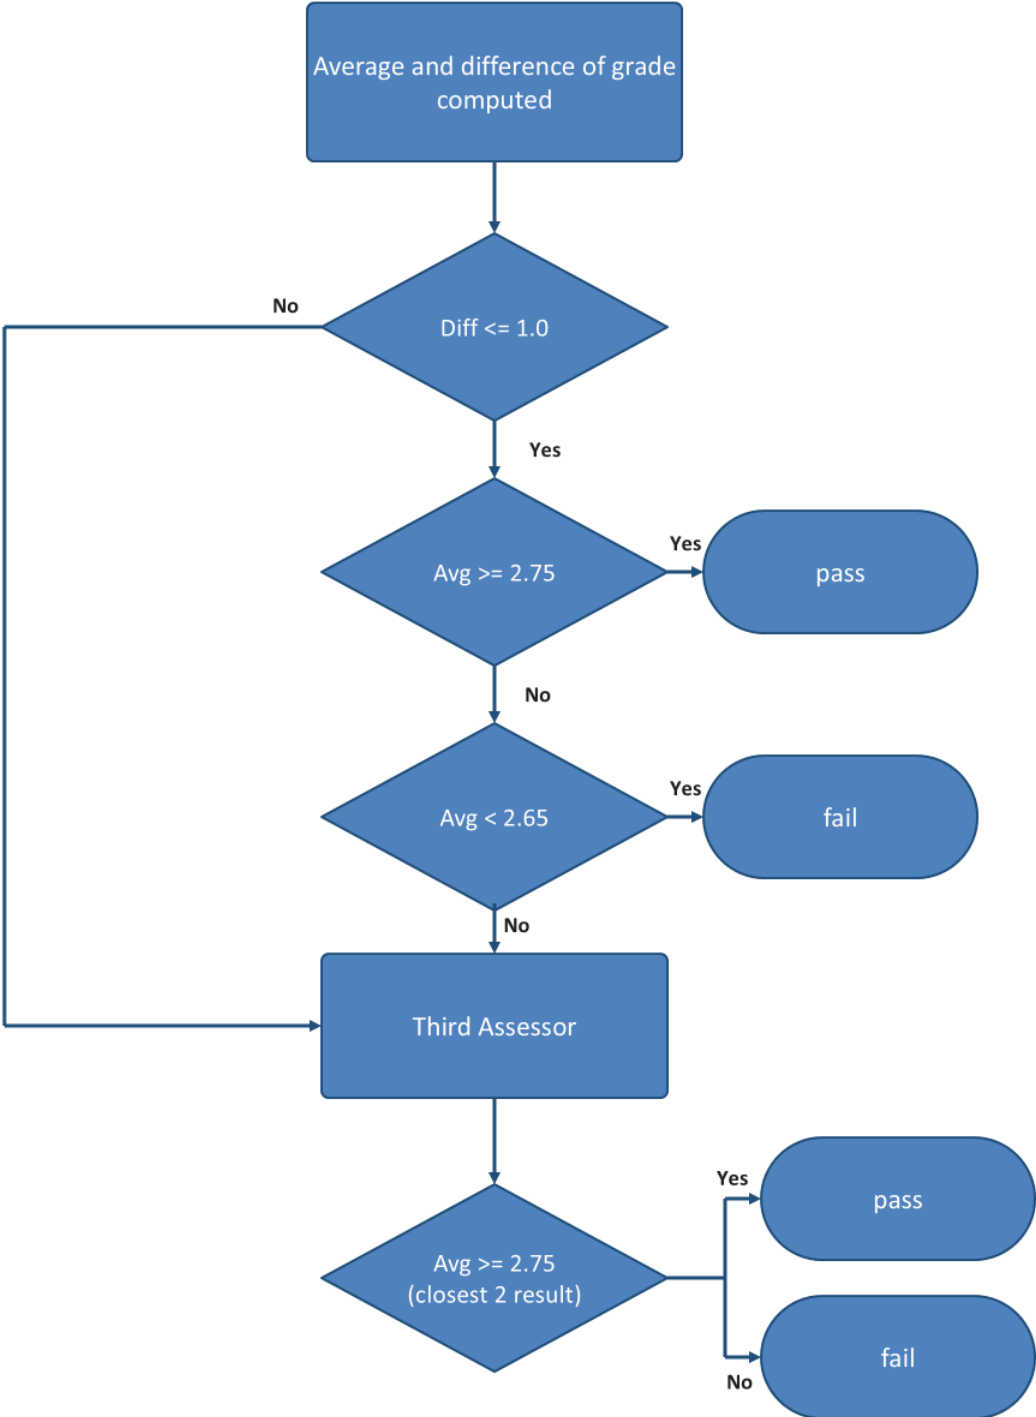 Average and difference of grade
computed
No
Diff <= 1.0
Yes
Avg >= 2.75
Yes
pass
No
Avg < 2.65
Yes
fail
No
Third Assessor
Avg >= 2.75
(closest 2 result)
Yes
pass
No
fail